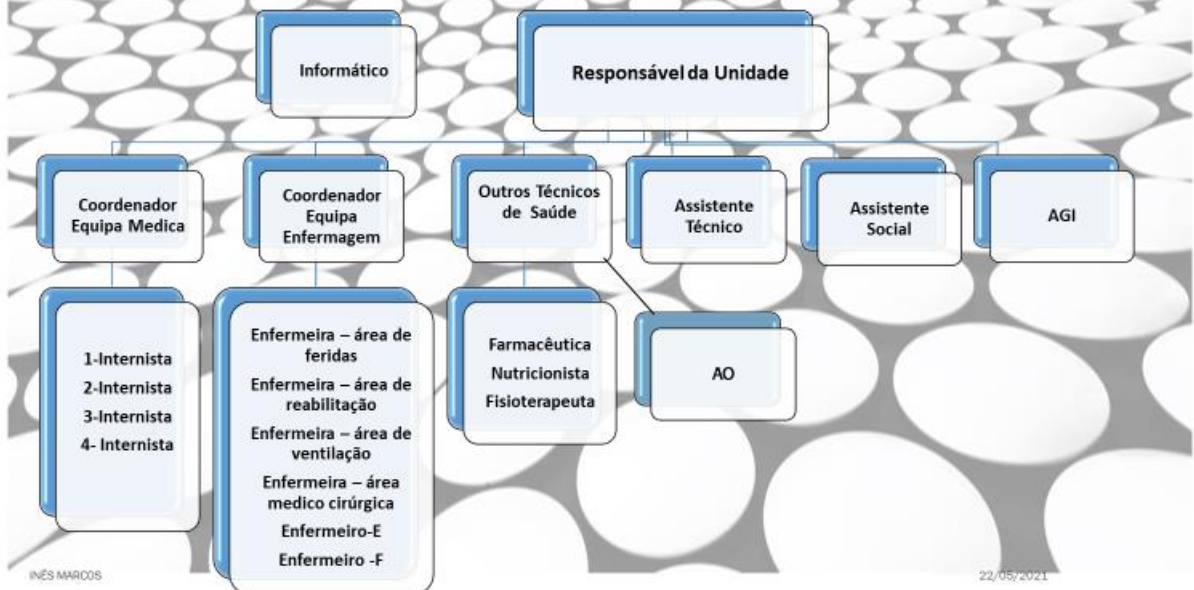 Informático
Responsável da Unidade
Coordenador
Equipa Medica
Coordenador
Equipa
Enfermagem
Outros Técnicos
de Saúde
Assistente
Técnico
Assistente
Social
AGI
1-Internista
2-Internista
3-Internista
4- Internista
Enfermeira – área de
feridas
Enfermeira – área de
reabilitação
Enfermeira – área de
ventilação
Enfermeira – área
medico cirúrgica
Enfermeiro-E
Enfermeiro -F
Farmacêutica
Nutricionista
Fisioterapeuta
AO
INÊS MARCOS
22/05/2021